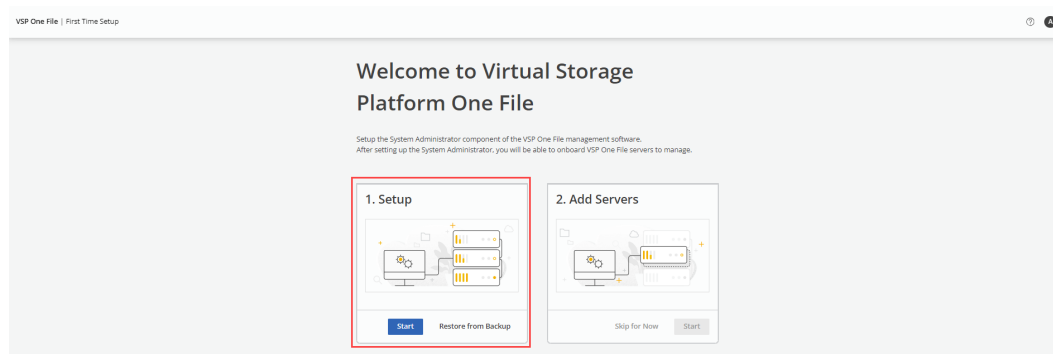 VSP One File | First Time Setup
A
Welcome to Virtual Storage
Platform One File
Setup the System Administrator component of the VSP One File management software.
After setting up the System Administrator, you will be able to onboard VSP One File servers to manage.
1. Setup
2. Add Servers
Start
Restore from Backup
Skip for Now
Start